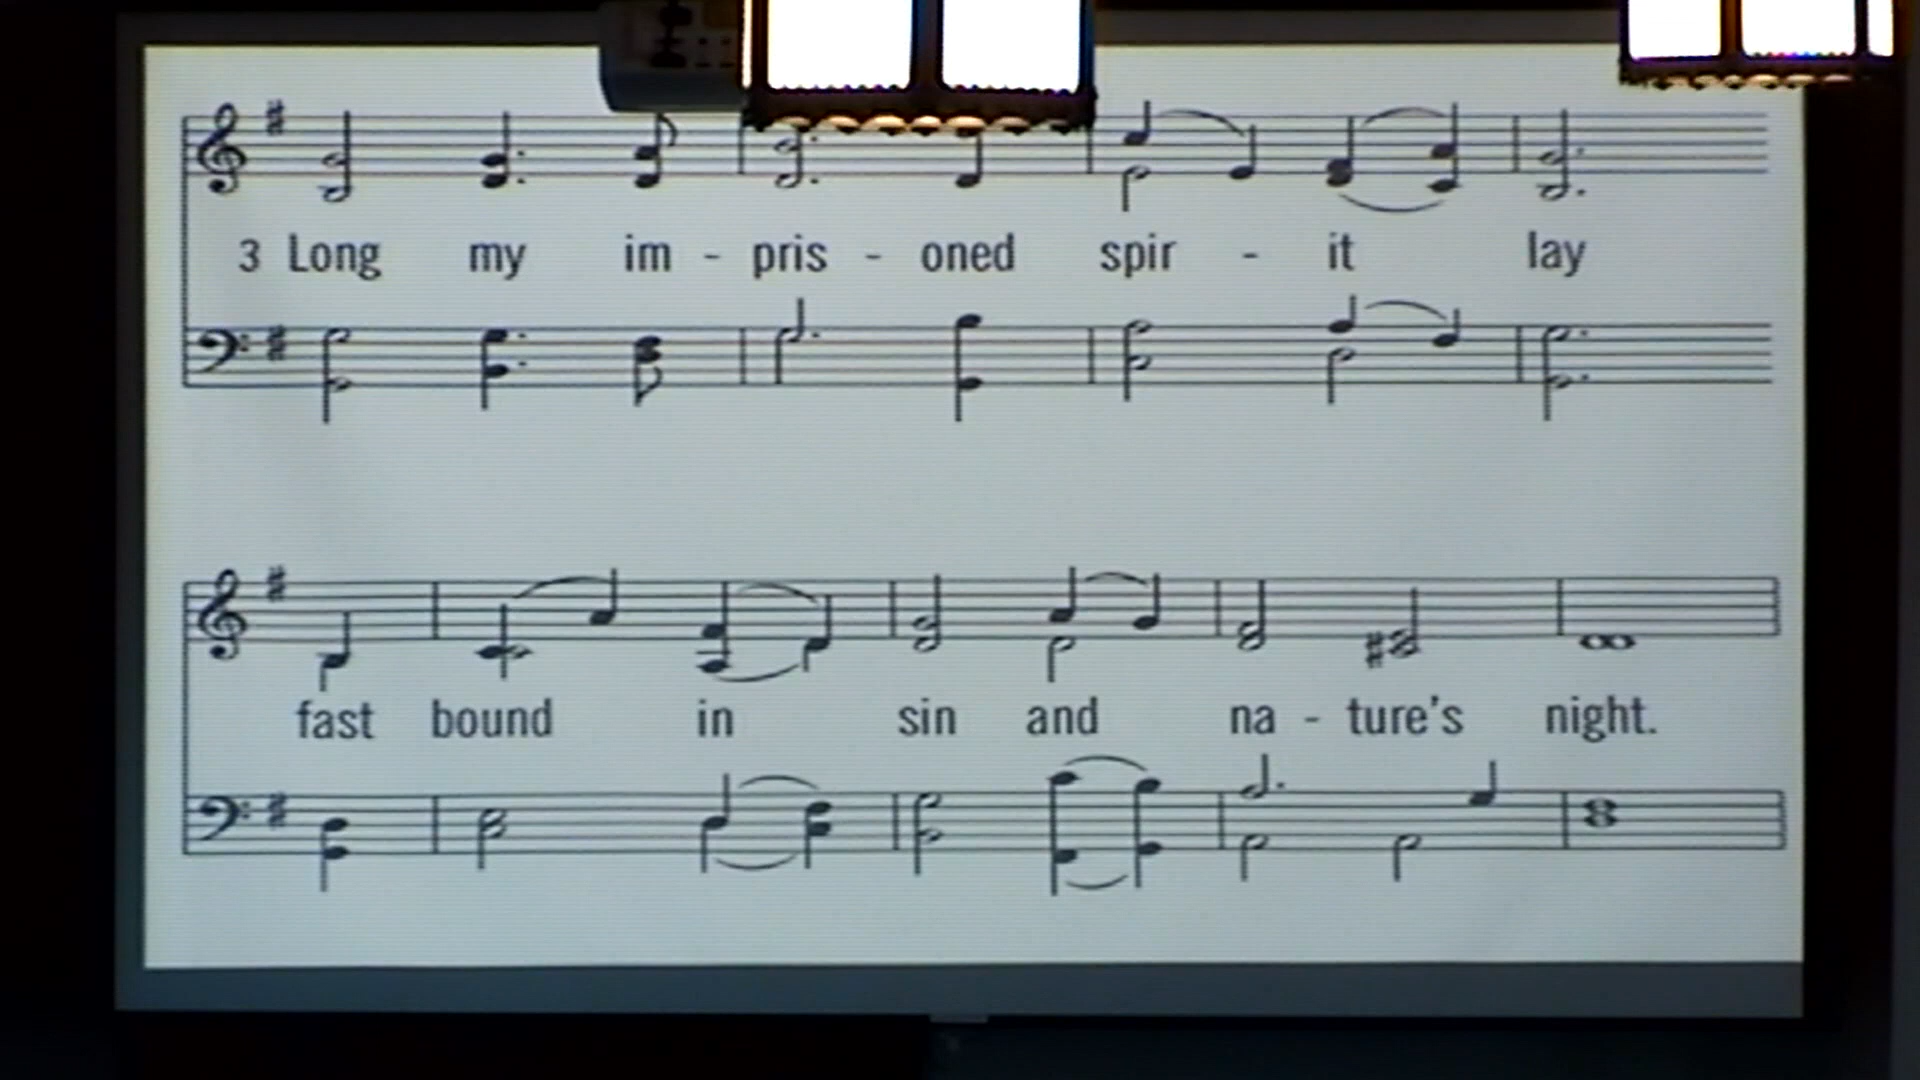 3 Long my im - pris - oned spir - it lay
fast bound in sin and na - ture's night.